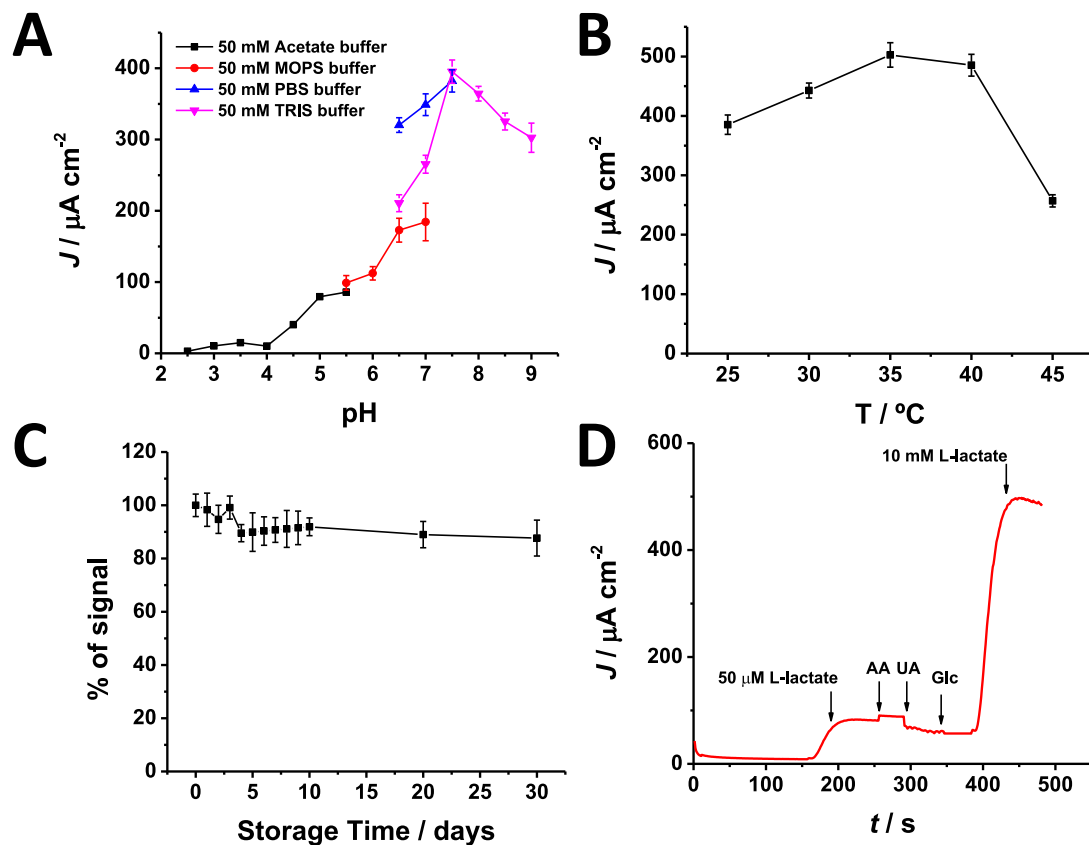 A
50 mM Acetate buffer
50 mM MOPS buffer
50 mM PBS buffer
50 mM TRIS buffer
400
300
200
100
0
J / μA cm-2
2 3 4 5 6 7 8 9
pH
B
500
400
300
200
100
0
J / μA cm-2
25 30 35 40 45
T / ºC
C
120
100
80
60
40
20
0
% of signal
0 5 10 15 20 25 30
Storage Time / days
D
600
400
200
0
J / μA cm-2
10 mM L-lactate
50 μM L-lactate
AA UA
Glc
0 100 200 300 400 500
t / s